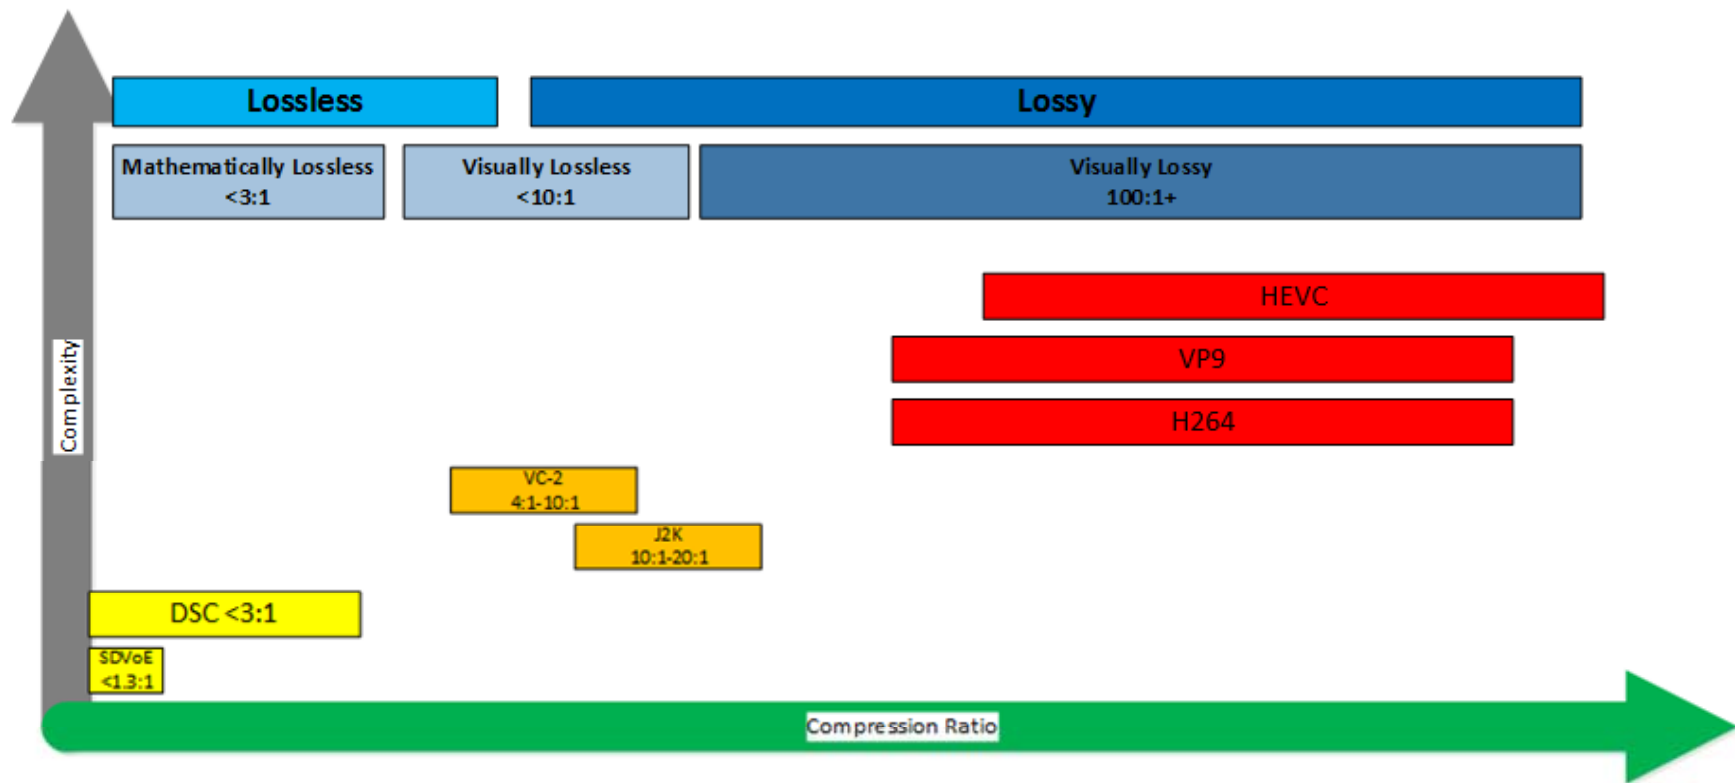 Lossless
Lossy
Mathematically Lossless
<3:1
Visually Lossless
<10:1
Visually Lossy
100:1+
HEVC
VP9
H264
Complexity
VC-2
4:1-10:1
J2K
10:1-20:1
DSC <3:1
SDVoE
<1.3:1
Compression Ratio